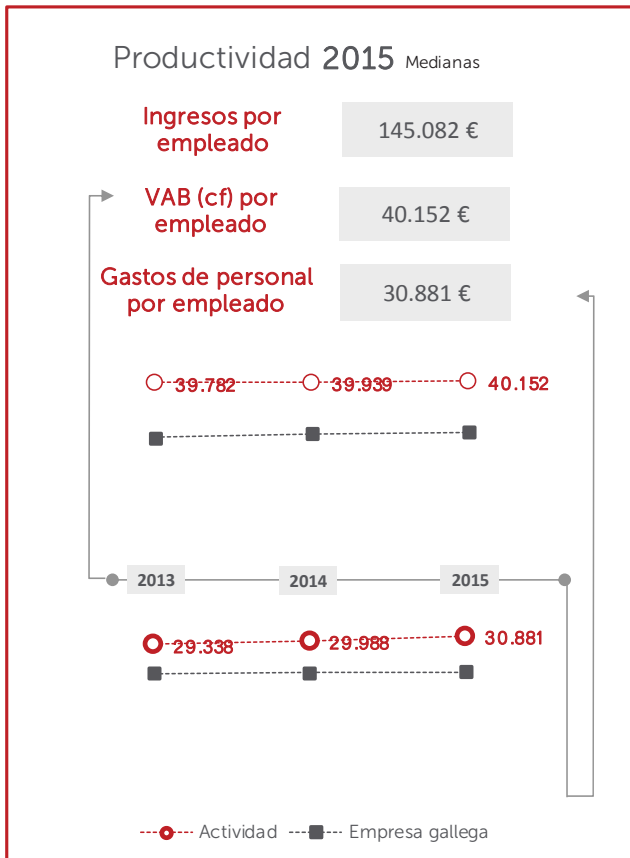 Productividad 2015 Medianas
Ingresos por
empleado
145.082 €
VAB (cf) por
empleado
40.152 €
Gastos de personal
por empleado
30.881 €
39.782
39.939
40.152
2013
2014
2015
29.338
29.988
30.881
Actividad
Empresa gallega